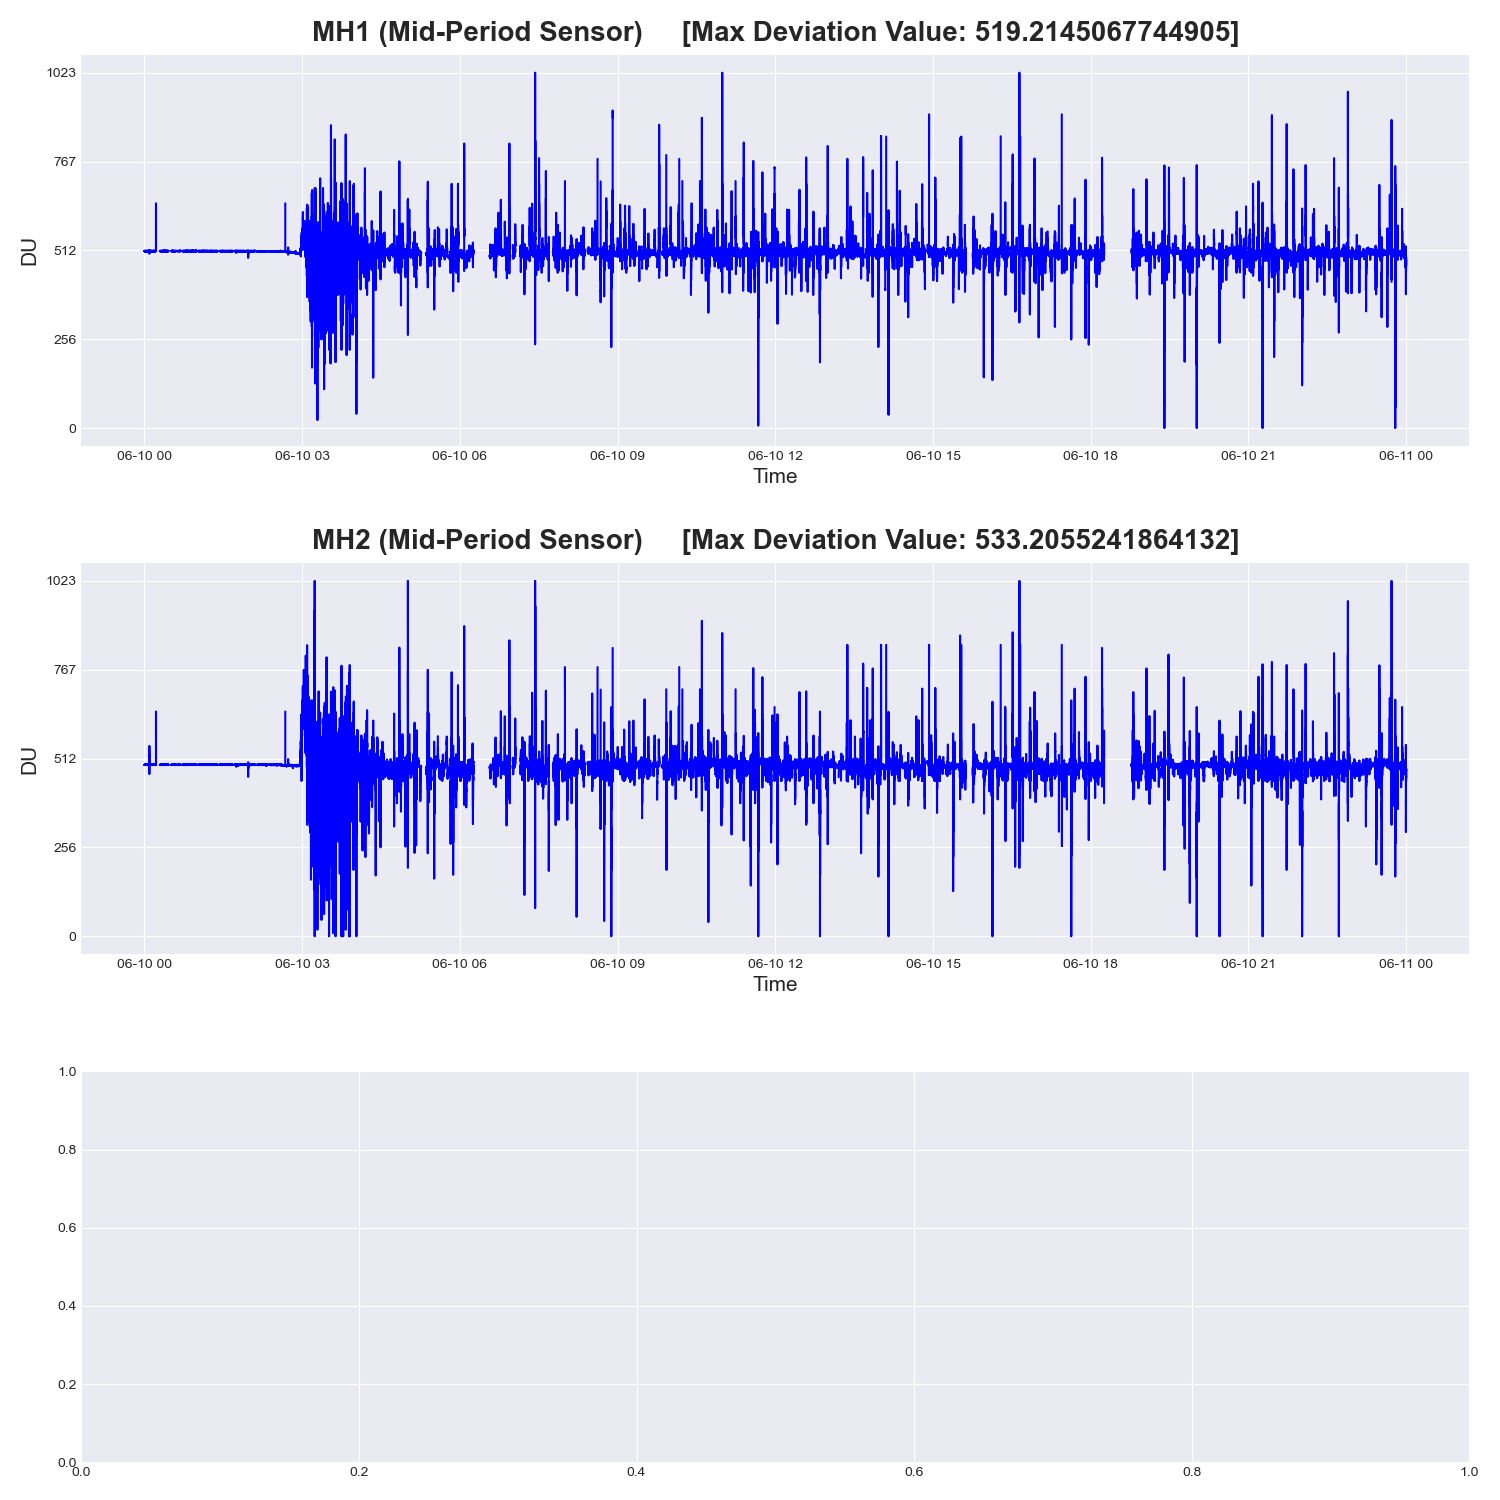 MH1 (Mid-Period Sensor) [Max Deviation Value: 519.2145067744905]
1023
767
512
256
0
DU
06-10 00 06-10 03 06-10 06 06-10 09 06-10 12 06-10 15 06-10 18 06-10 21 06-11 00
Time
MH2 (Mid-Period Sensor) [Max Deviation Value: 533.2055241864132]
1023
767
512
256
0
DU
06-10 00 06-10 03 06-10 06 06-10 09 06-10 12 06-10 15 06-10 18 06-10 21 06-11 00
Time
1.0
0.8
0.6
0.4
0.2
0.0
0.0 0.2 0.4 0.6 0.8 1.0